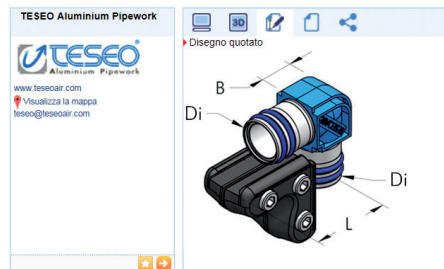 TESEO Aluminium Pipework
TESEO
Aluminium Pipework
www.teseoair.com
Visualizza la mappa
teseo@teseoair.com
3D
Disegno quotato
B
Di
Di
L